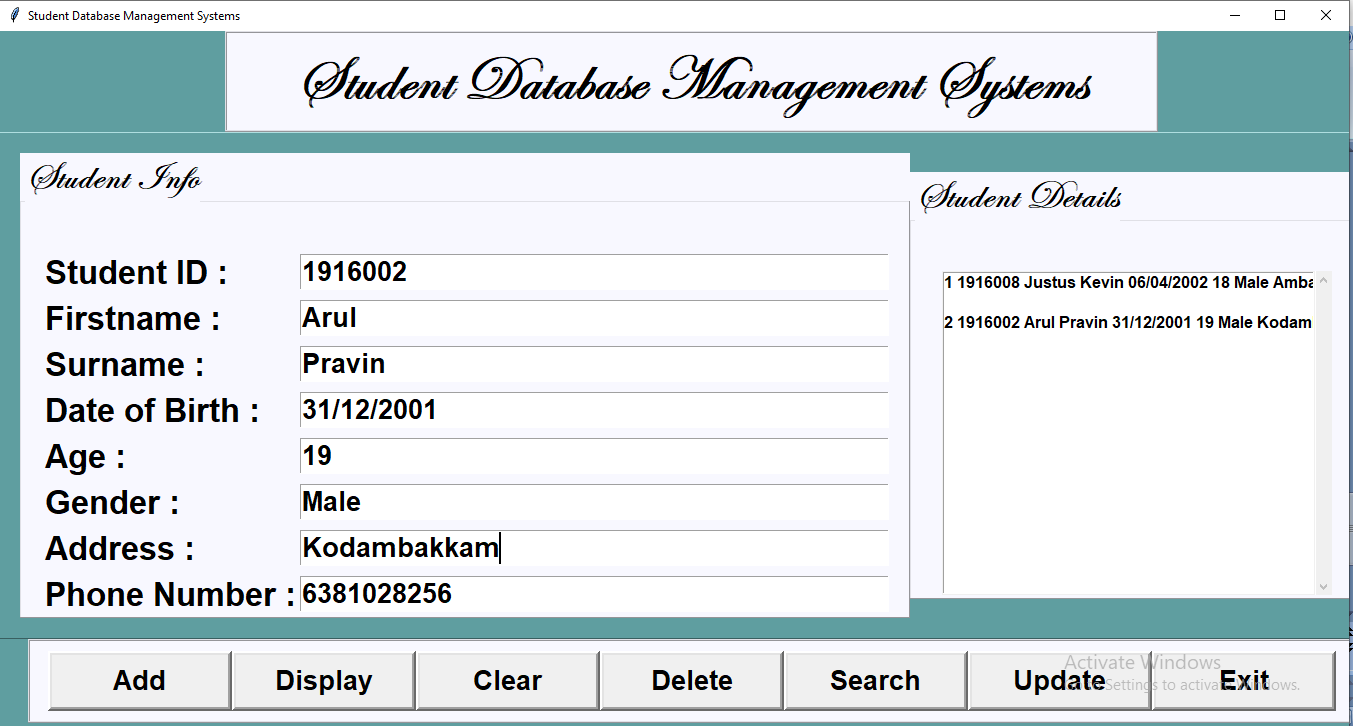 Student Database Management Systems
Student Database Management Systems
Student Info
Student ID : 1916002
Firstname : Arul
Surname : Pravin
Date of Birth : 31/12/2001
Age : 19
Gender : Male
Address : Kodambakkam
Phone Number : 6381028256
Student Details
1 1916008 Justus Kevin 06/04/2002 18 Male Amba
2 1916002 Arul Pravin 31/12/2001 19 Male Kodam
Add Display Clear Delete Search Update Exit
Activate Windows
to Settings to activate Windows.